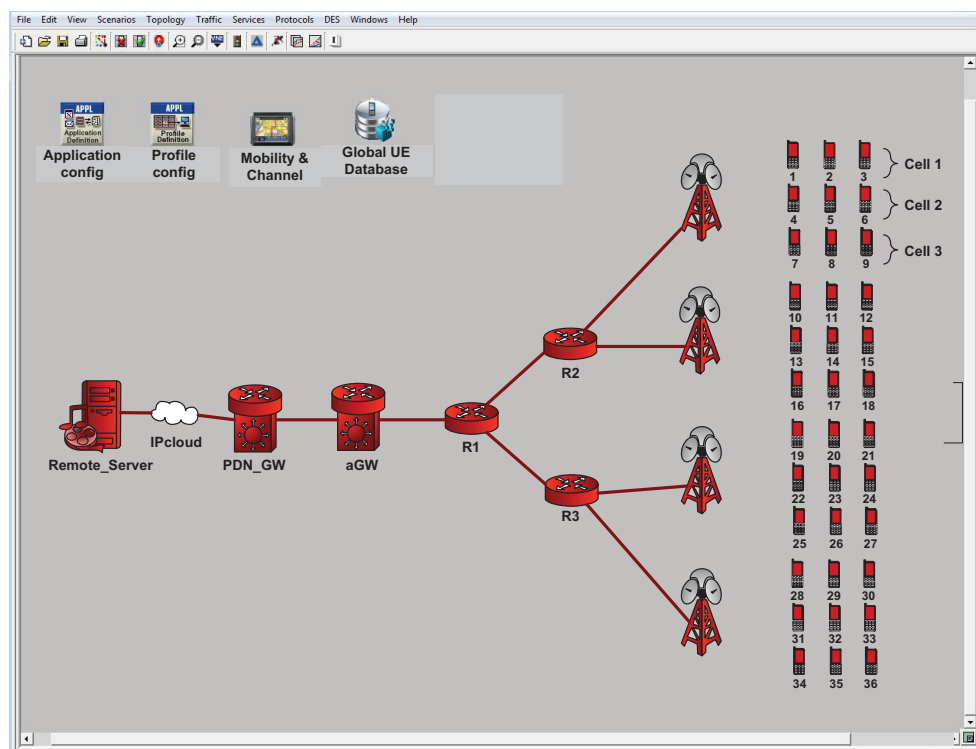 File Edit View Scenarios Topology Traffic Services Protocols DES Windows Help
APPL
Application
Definition
APPL
Profile
Definition
Application
config
Profile
config
Mobility &
Channel
Global UE
Database
1 2 3
Cell 1
4 5 6
Cell 2
7 8 9
Cell 3
10 11 12
13 14 15
16 17 18
19 20 21
22 23 24
25 26 27
28 29 30
31 32 33
34 35 36
R2
R1
R3
Remote_Server
IPcloud
PDN_GW
aGW